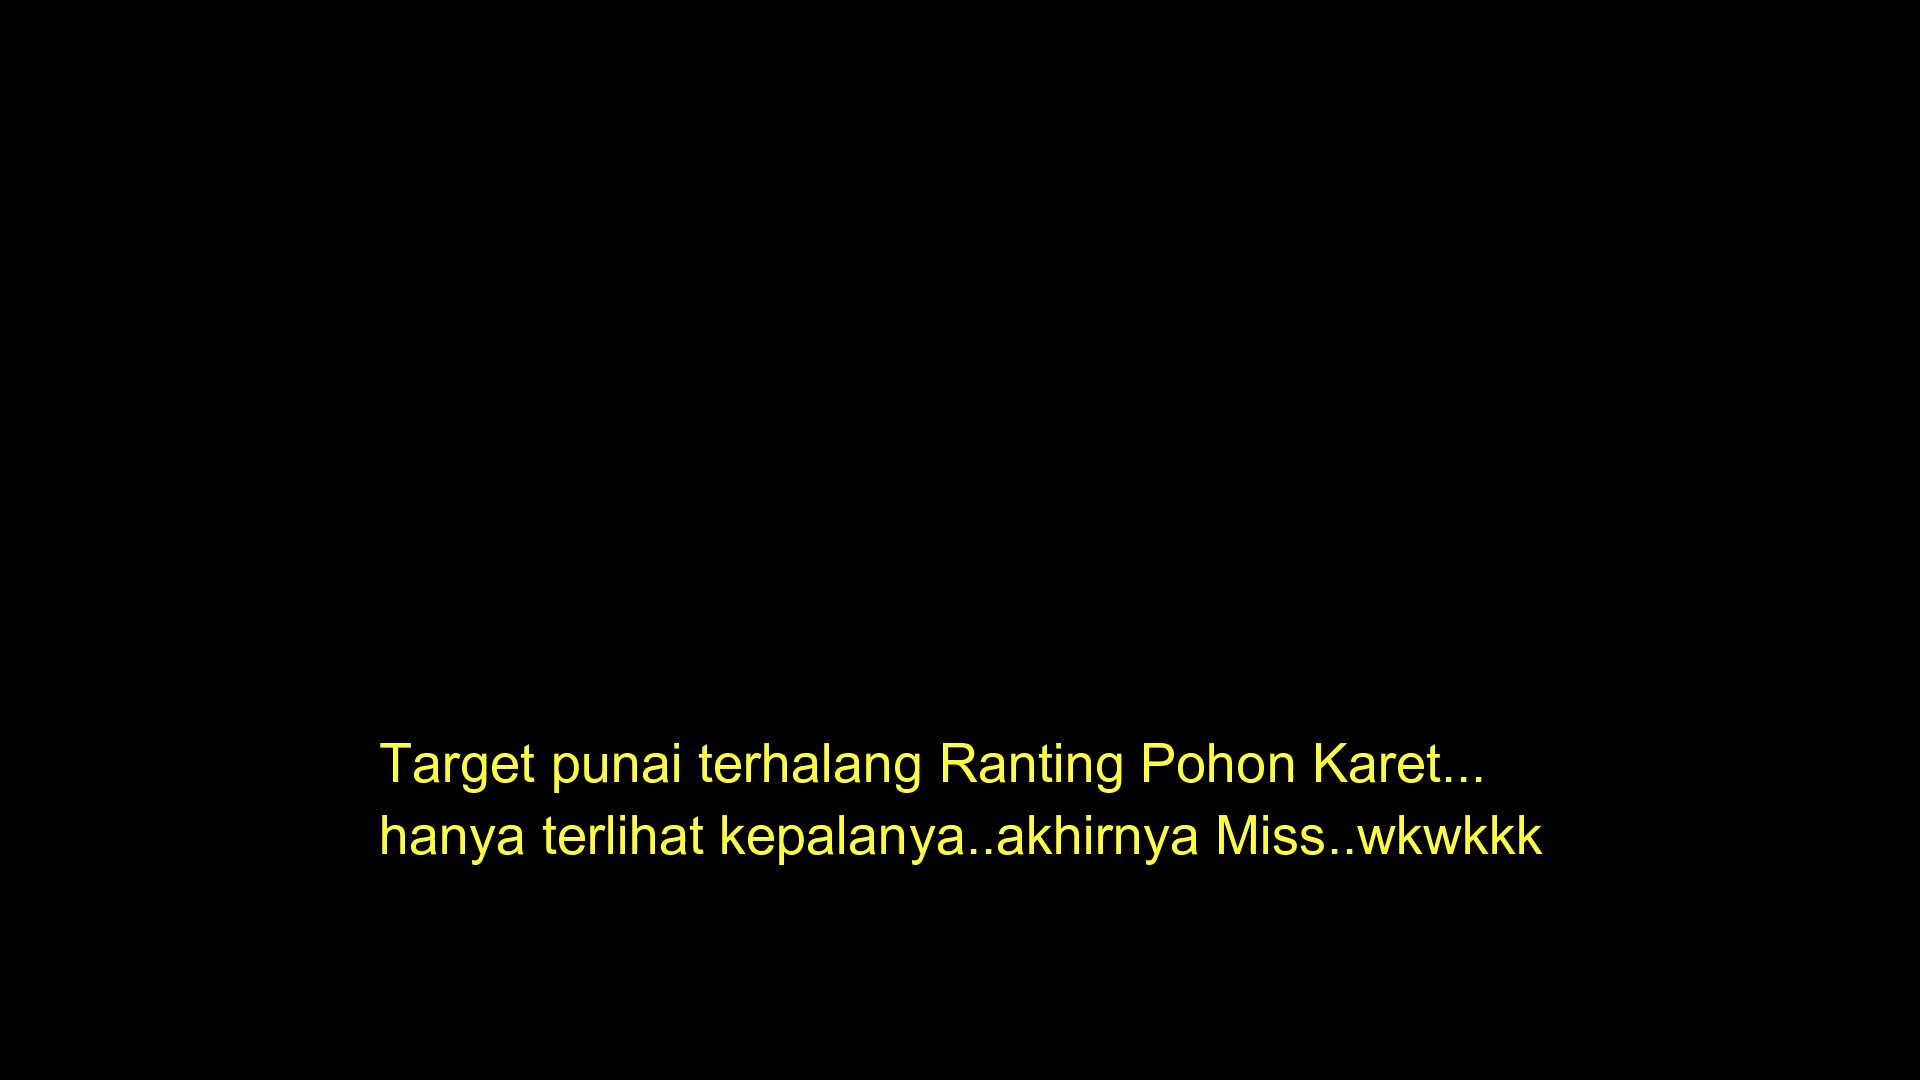 Target punai terhalang Ranting Pohon Karet...
hanya terlihat kepalanya..akhirnya Miss..wkwkkk